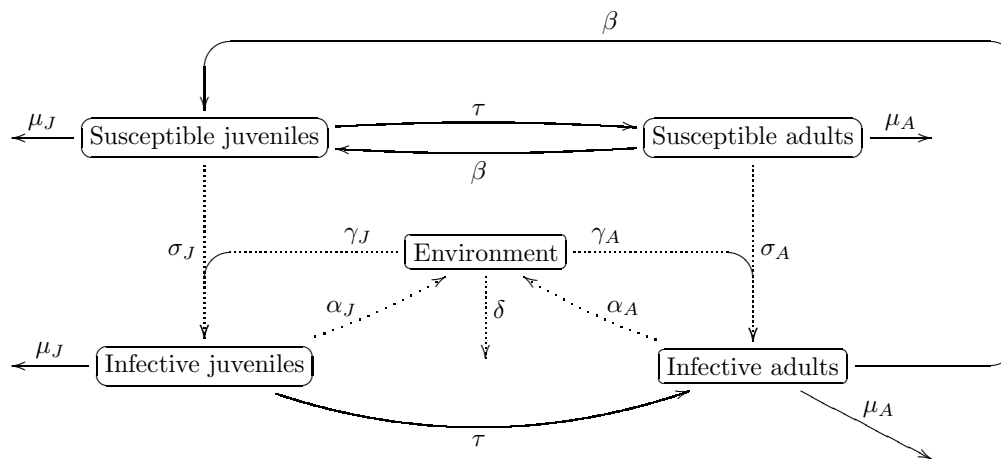 β
μ_J Susceptible juveniles τ Susceptible adults μ_A
β
σ_J γ_J Environment γ_A σ_A
α_J δ α_A
μ_J Infective juveniles Infective adults
μ_A
τ